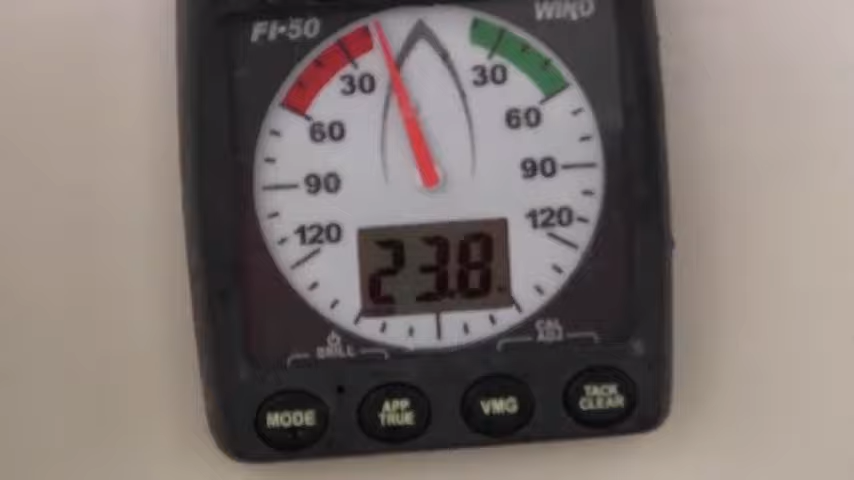 FI-50 WIND
30 30
60 60
90 90
120 120
23.8
DRILL CAL
ADJ
MODE APP
TRUE VMG TACK
CLEAR